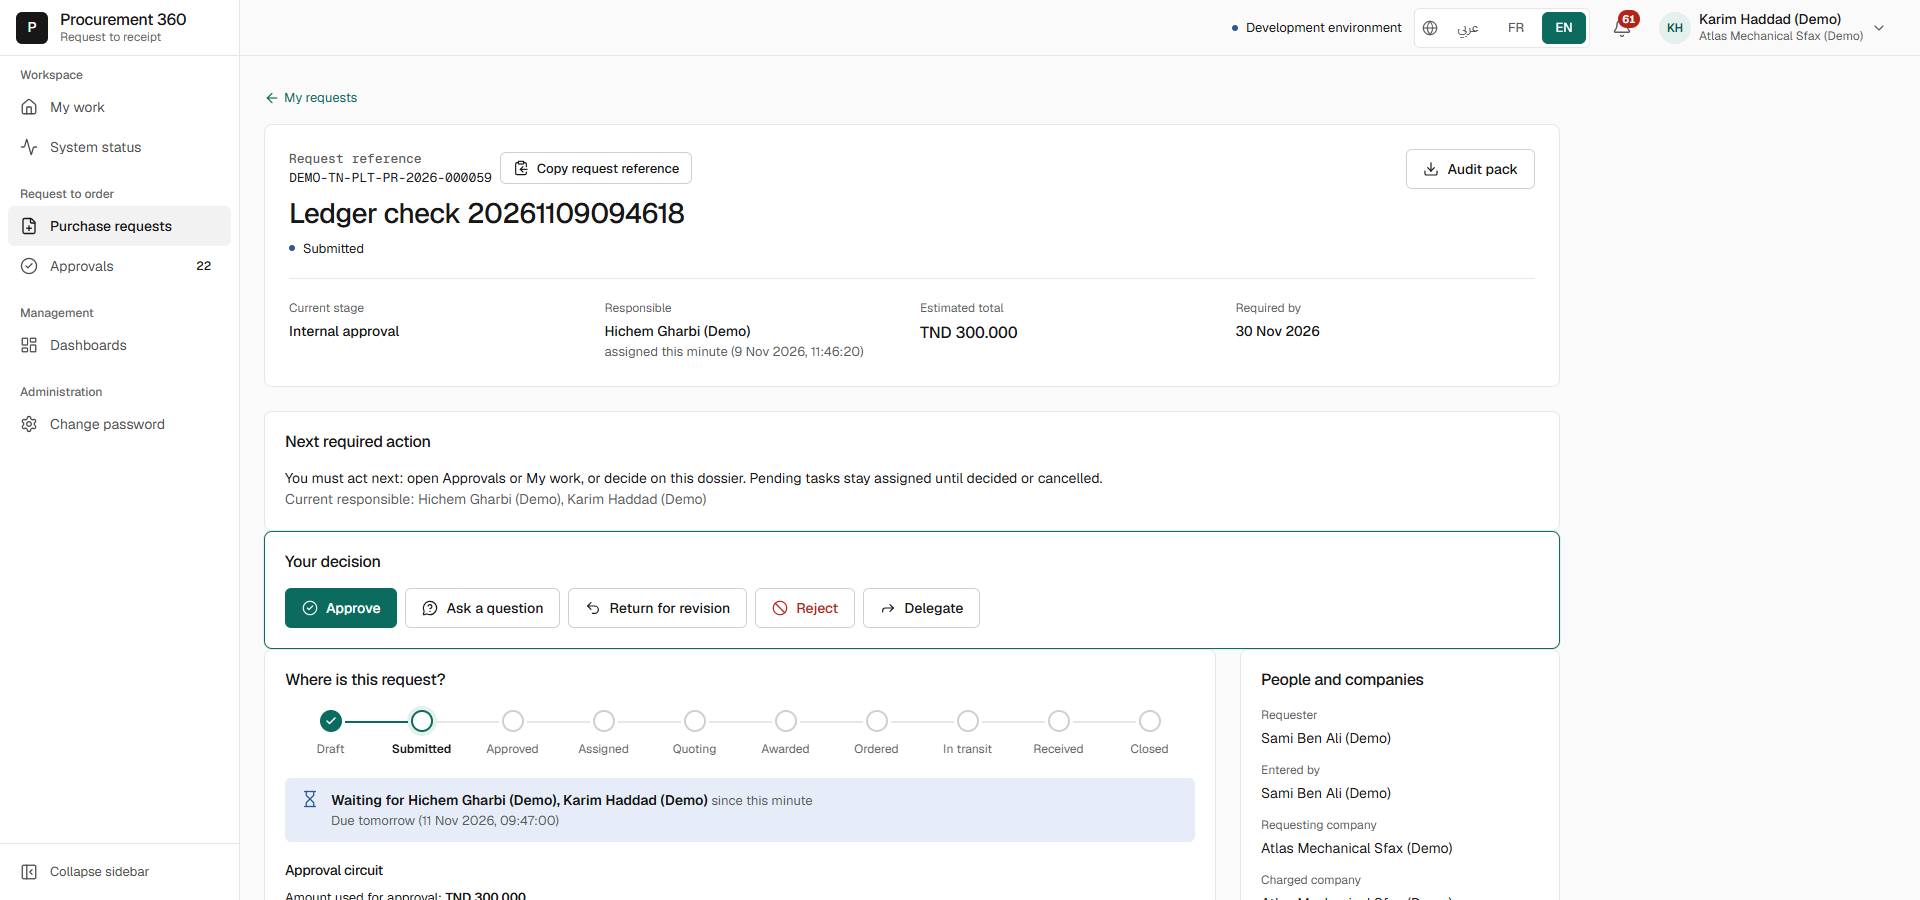 P
Procurement 360
Request to receipt
Development environment
عربي
FR
EN
61
KH
Karim Haddad (Demo)
Atlas Mechanical Sfax (Demo)
Workspace
My work
System status
Request to order
Purchase requests
Approvals
22
Management
Dashboards
Administration
Change password
Collapse sidebar
My requests
Request reference
DEMO-TN-PLT-PR-2026-000059
Copy request reference
Audit pack
Ledger check 20261109094618
Submitted
Current stage
Internal approval
Responsible
Hichem Gharbi (Demo)
assigned this minute (9 Nov 2026, 11:46:20)
Estimated total
TND 300.000
Required by
30 Nov 2026
Next required action
You must act next: open Approvals or My work, or decide on this dossier. Pending tasks stay assigned until decided or cancelled.
Current responsible: Hichem Gharbi (Demo), Karim Haddad (Demo)
Your decision
Approve
Ask a question
Return for revision
Reject
Delegate
Where is this request?
Draft
Submitted
Approved
Assigned
Quoting
Awarded
Ordered
In transit
Received
Closed
Waiting for Hichem Gharbi (Demo), Karim Haddad (Demo) since this minute
Due tomorrow (11 Nov 2026, 09:47:00)
Approval circuit
Amount used for approval: TND 300.000
People and companies
Requester
Sami Ben Ali (Demo)
Entered by
Sami Ben Ali (Demo)
Requesting company
Atlas Mechanical Sfax (Demo)
Charged company
Atlas Mechanical Sfax (Demo)